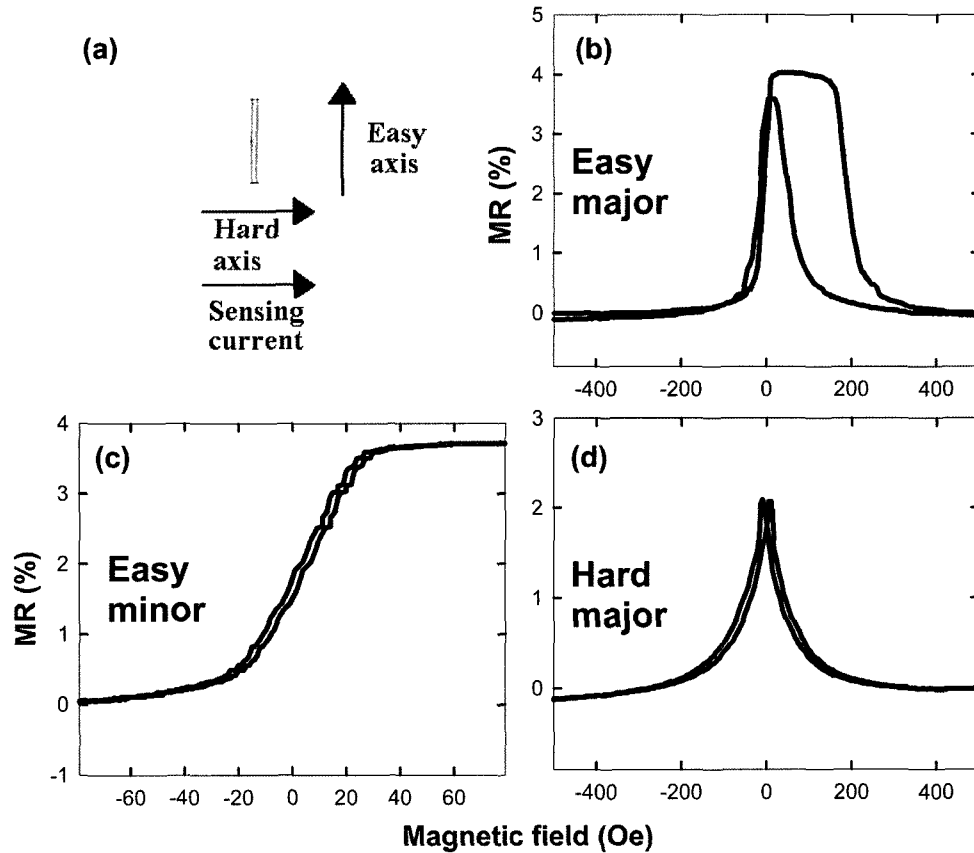 (a)
Easy
axis
Hard
axis
Sensing
current
(b)
MR (%)
5
4
3
2
1
0
Easy
major
-400
-200
0
200
400
(c)
MR (%)
4
3
2
1
0
-1
Easy
minor
-60
-40
-20
0
20
40
60
(d)
3
2
1
0
Hard
major
-400
-200
0
200
400
Magnetic field (Oe)